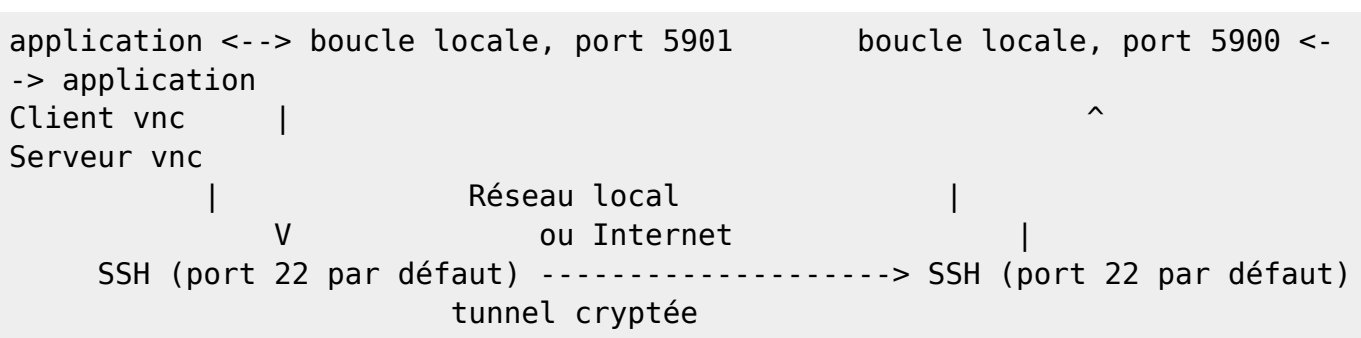 application <--> boucle locale, port 5901          boucle locale, port 5900 <-
-> application
Client vnc     |                                             ^
Serveur vnc
           |              Réseau local               |
               V              ou Internet                |
     SSH (port 22 par défaut) --------------------> SSH (port 22 par défaut)
                         tunnel cryptée